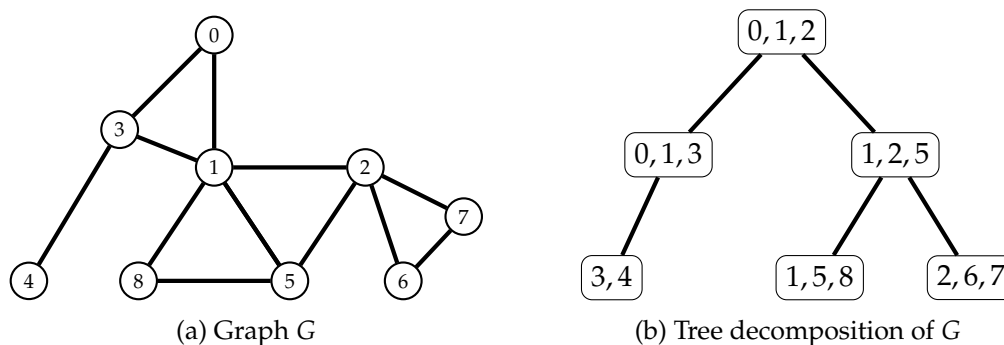 0
0, 1, 2
3
1
2
0, 1, 3
1, 2, 5
7
4
8
5
6
3, 4
1, 5, 8
2, 6, 7
(a) Graph G
(b) Tree decomposition of G